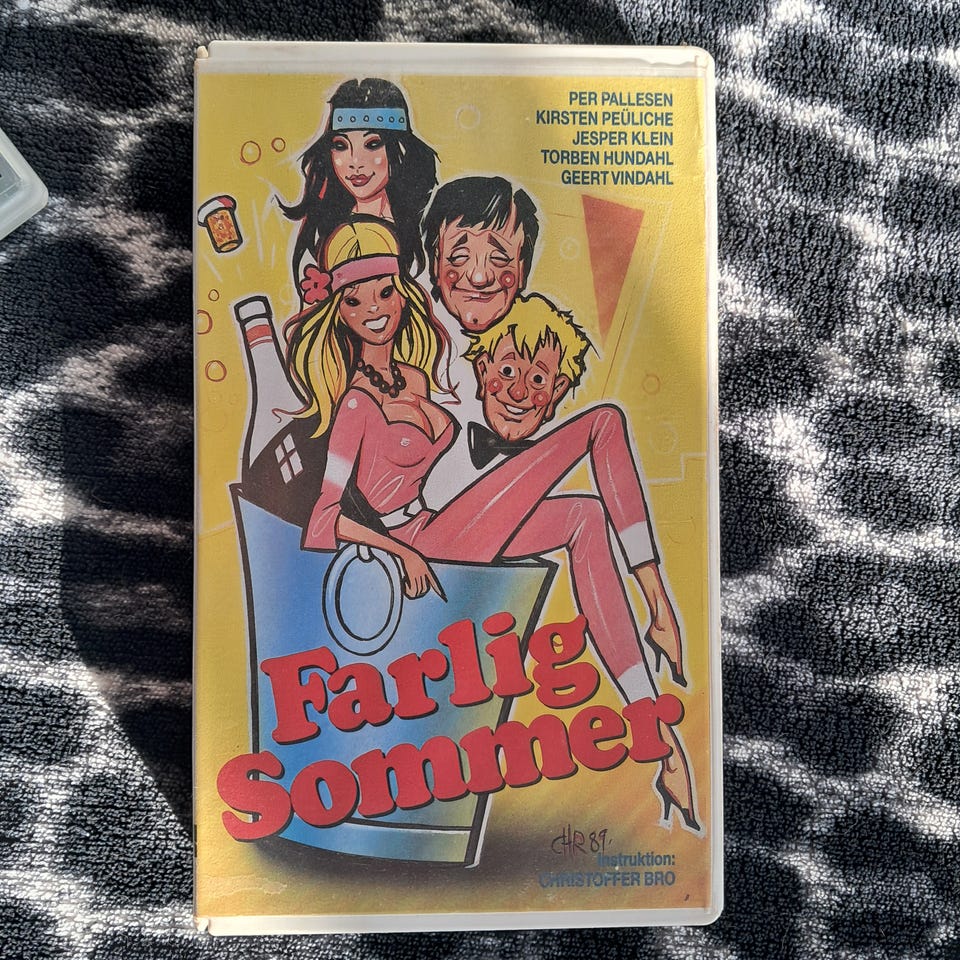 PER PALLESEN
KIRSTEN PEÜLICHE
JESPER KLEIN
TORBEN HUNDAHL
GEERT VINDAHL
Farlig
Sommer
CHR 89.
Instruktion:
CHRISTOFFER BRO